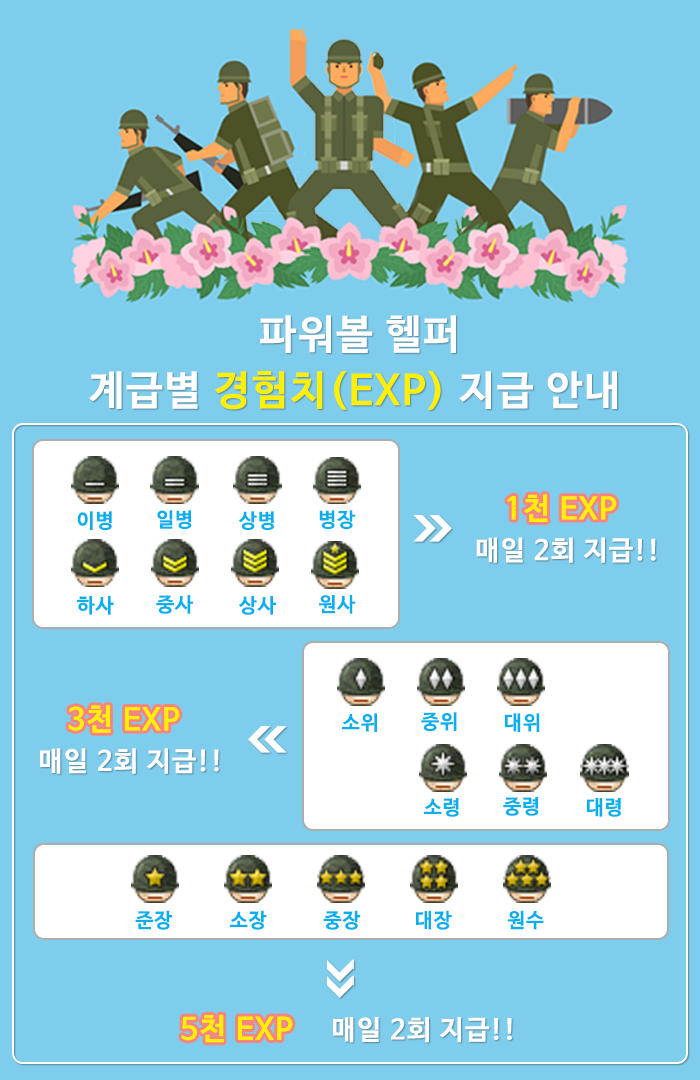 파워볼 헬퍼
계급별 경험치(EXP) 지급 안내
이병 일병 상병 병장
하사 중사 상사 원사
1천 EXP
매일 2회 지급!!
소위 중위 대위
소령 중령 대령
3천 EXP
매일 2회 지급!!
준장 소장 중장 대장 원수
5천 EXP 매일 2회 지급!!